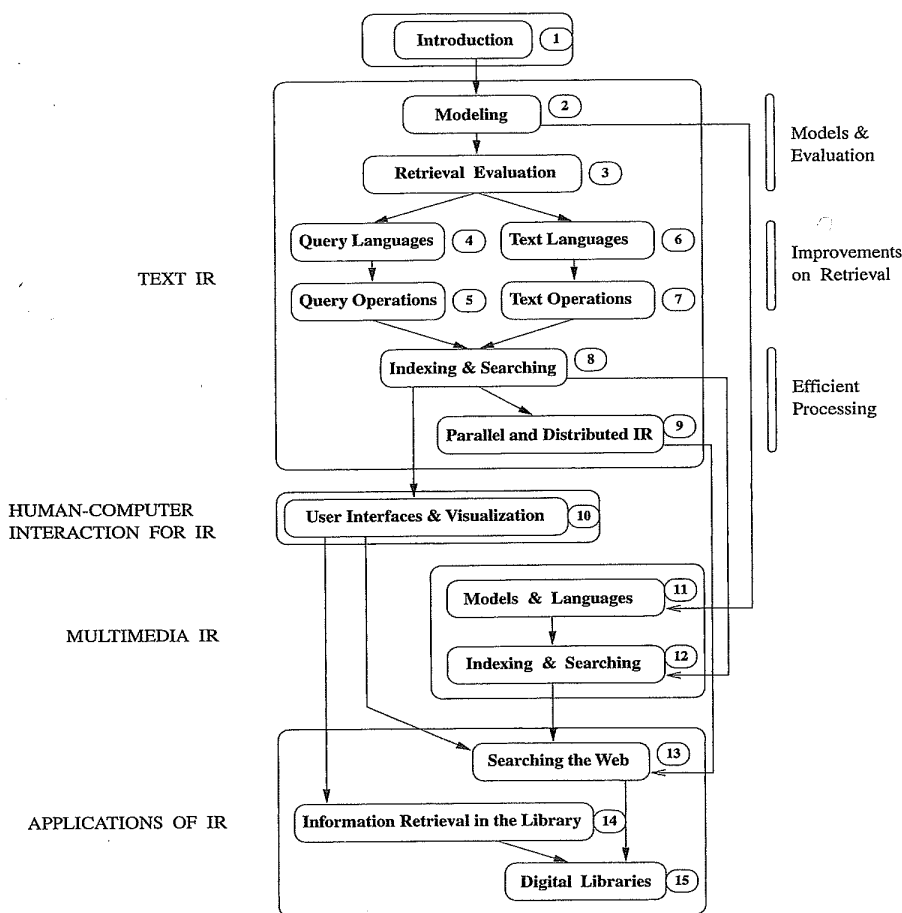 Introduction 1
Modeling 2
Models &
Evaluation
Retrieval Evaluation 3
Query Languages 4
Text Languages 6
Improvements
on Retrieval
TEXT IR
Query Operations 5
Text Operations 7
Indexing & Searching 8
Efficient
Processing
Parallel and Distributed IR 9
HUMAN-COMPUTER
INTERACTION FOR IR
User Interfaces & Visualization 10
Models & Languages 11
MULTIMEDIA IR
Indexing & Searching 12
Searching the Web 13
APPLICATIONS OF IR
Information Retrieval in the Library 14
Digital Libraries 15